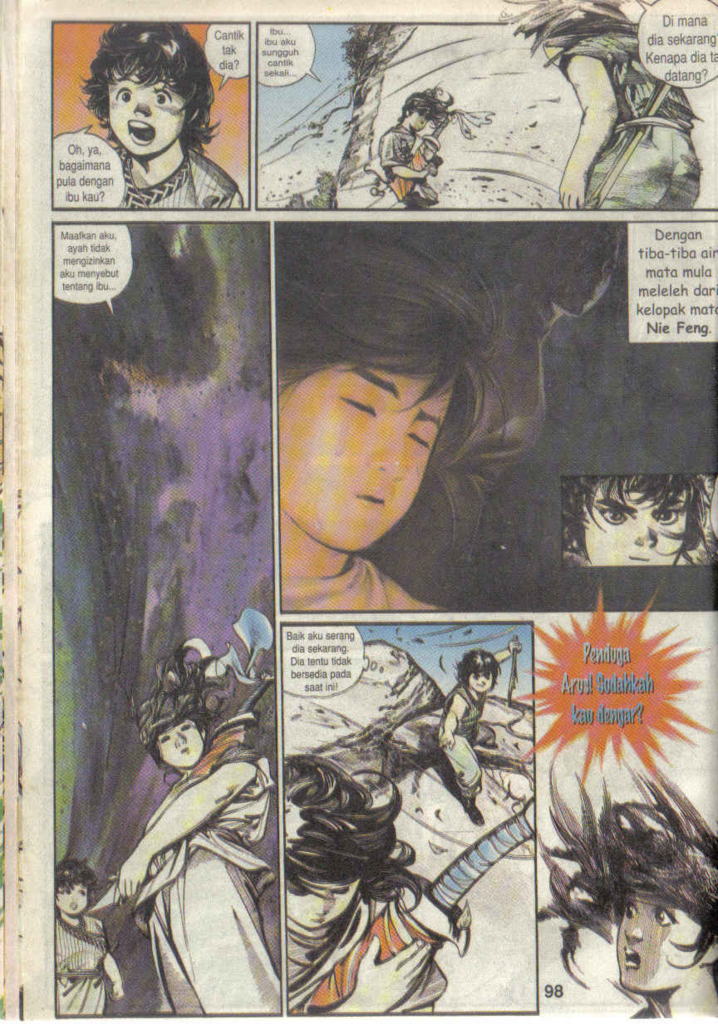 Oh, ya,
bagaimana
pula dengan
ibu kau?
Cantik
tak
dia?
Ibu...
ibu aku
sungguh
cantik
sekali...
Di mana
dia sekarang
Kenapa dia ta
datang?
Maafkan aku,
ayah tidak
mengizinkan
aku menyebut
tentang ibu...
Dengan
tiba-tiba air
mata mula
meleleh dari
kelopak mata
Nie Feng.
Baik aku serang
dia sekarang.
Dia tentu tidak
bersedia pada
saat ini!
Penduga
Arus! Sudahkah
kau dengar?
98